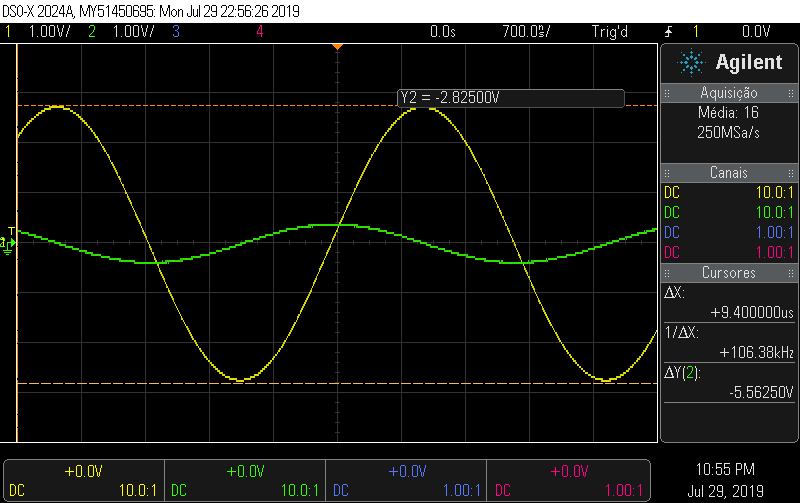 DSO-X 2024A, MY51450695: Mon Jul 29 22:56:26 2019
1 1.00V/ 2 1.00V/ 3 4 0.0s 700.0ns/ Trig'd 1 0.0V
Agilent
Y2 = -2.82500V
Aquisição
Média: 16
250MSa/s
Canais
DC 10.0:1
DC 10.0:1
DC 1.00:1
DC 1.00:1
Cursores
ΔX:
+9.400000us
1/ΔX:
+106.38kHz
ΔY(2):
-5.56250V
T
+0.0V +0.0V +0.0V +0.0V
DC 10.0:1 DC 10.0:1 DC 1.00:1 DC 1.00:1
10:55 PM
Jul 29, 2019